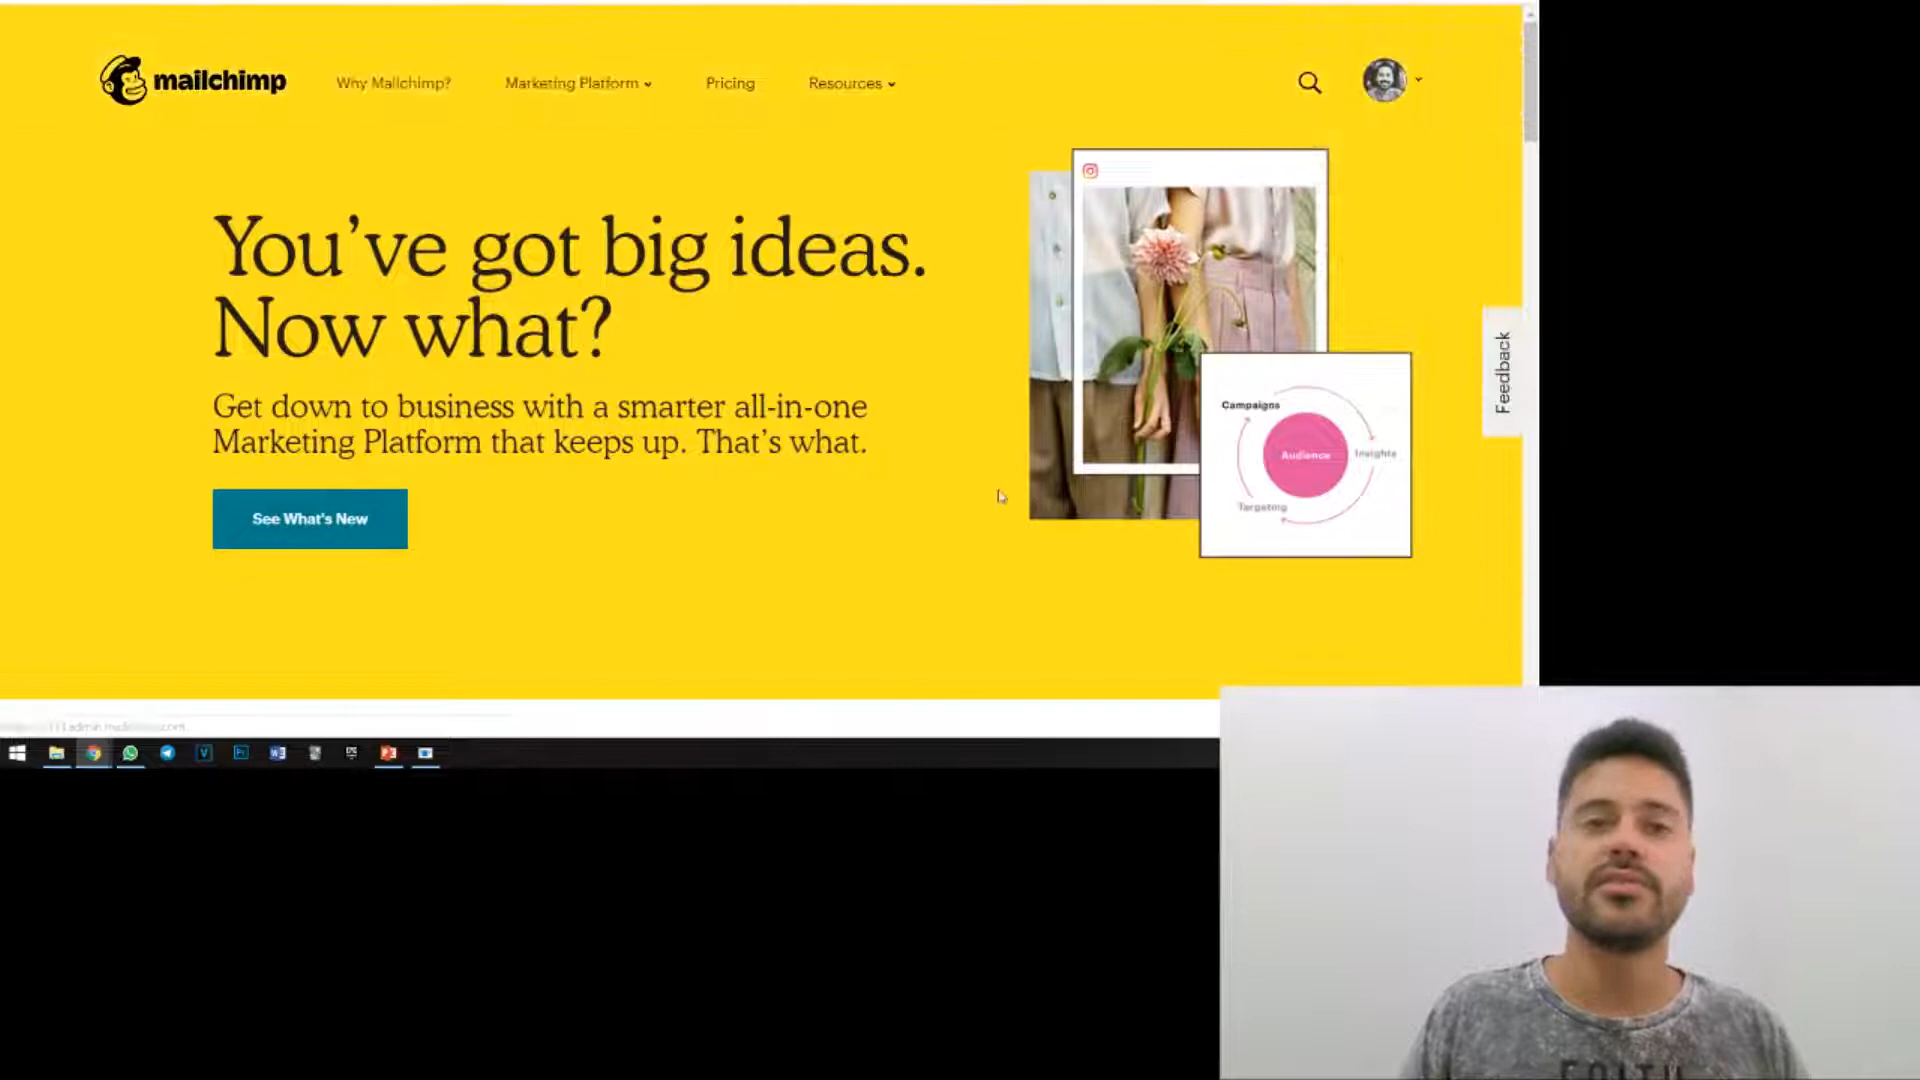 mailchimp
Why Mailchimp?
Marketing Platform
Pricing
Resources
You've got big ideas.
Now what?
Get down to business with a smarter all-in-one
Marketing Platform that keeps up. That's what.
See What's New
Campaigns
Audience
Insights
Targeting
Feedback